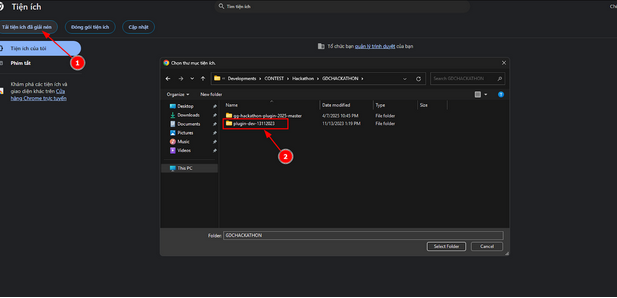 Tiện ích
Tìm tiện ích
Tải tiện ích đã giải nén
Đóng gói tiện ích
Cập nhật
Tiện ích của tôi
Phím tắt
Khám phá các tiện ích và
giao diện khác trên Cửa
hàng Chrome trực tuyến
Tổ chức bạn quản lý trình duyệt của bạn
1
Chọn thư mục tiện ích.
Developments › CONTEST › Hackathon › GDCHACKATHON ›
Search GDCHACKATHON
Organize
New folder
Name
Date modified
Type
Size
gg-hackathon-plugin-2025-master
4/7/2025 10:45 PM
File folder
plugin-dev-13112023
11/13/2025 1:19 PM
File folder
Desktop
Downloads
Documents
Pictures
Music
Videos
This PC
2
Folder:
GDCHACKATHON
Select Folder
Cancel